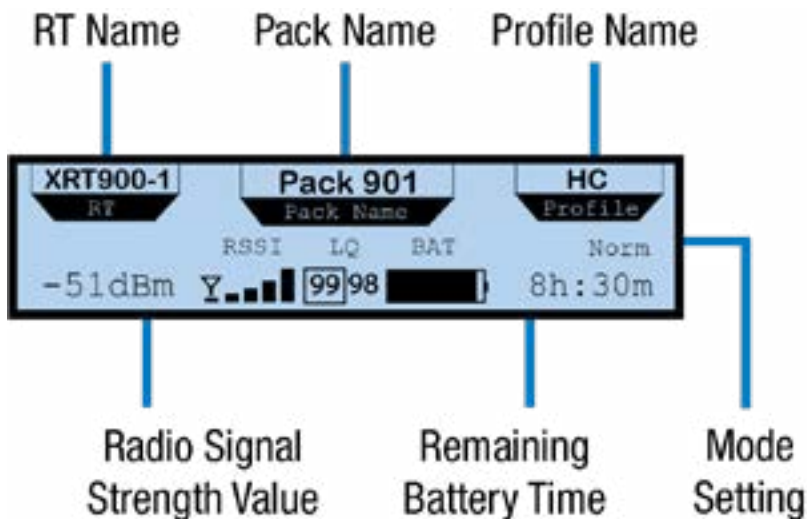 RT Name Pack Name Profile Name
XRT900-1 Pack 901 HC
RT Pack Name Profile
RSSI LQ BAT Norm
-51dBm 99 98 8h:30m
Radio Signal Strength Value
Remaining Battery Time
Mode Setting